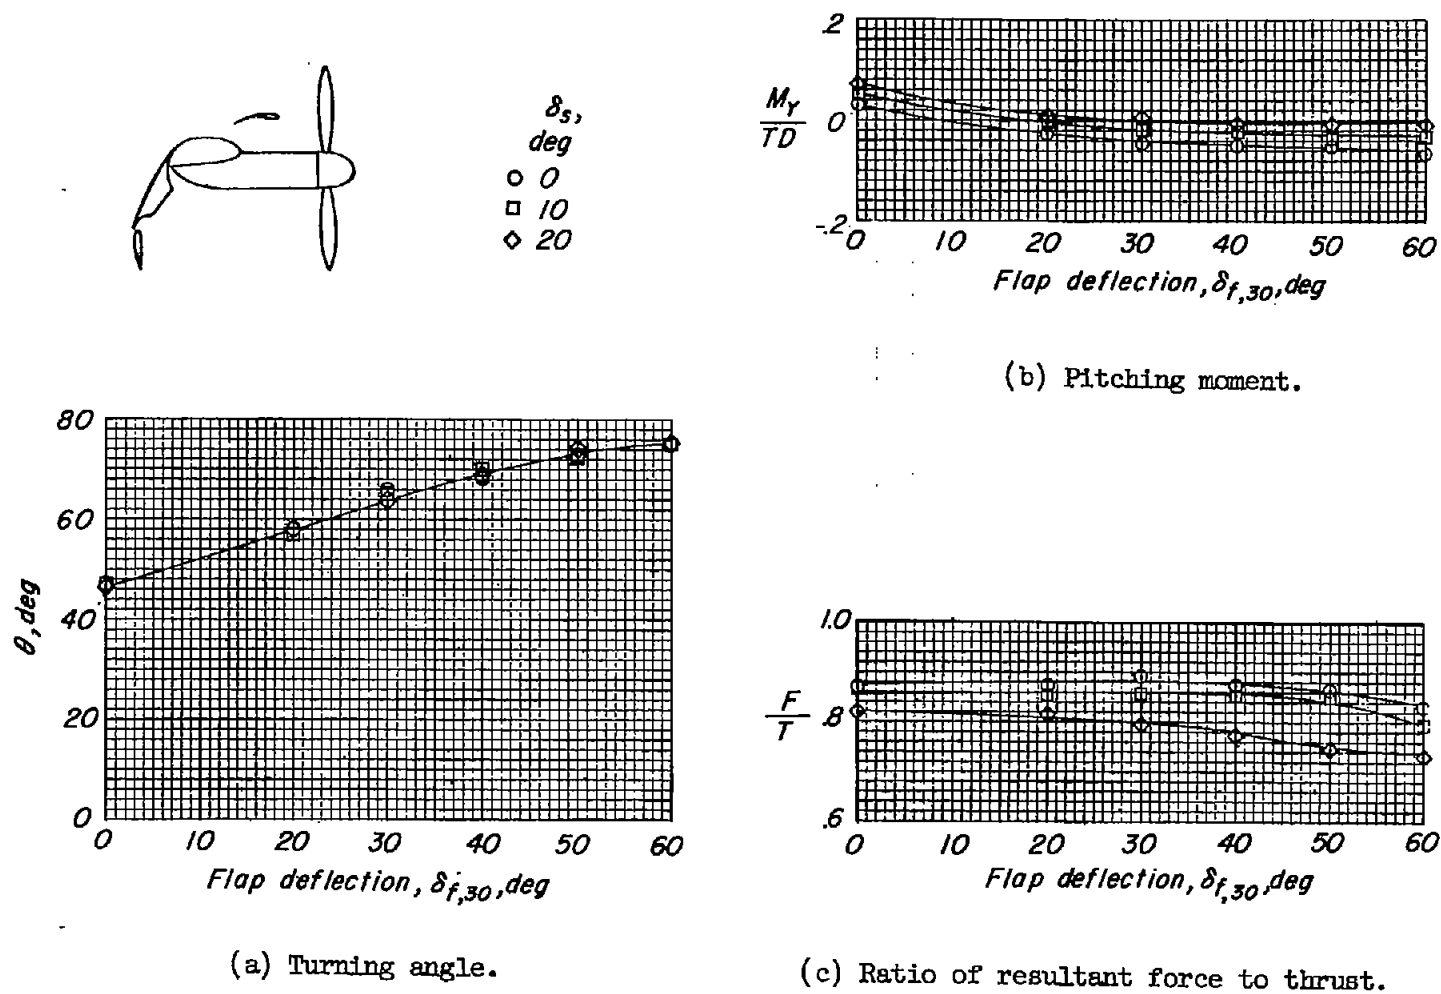 δs,
deg
○ 0
□ 10
◇ 20
.2
M_Y
TD
0
-.2
0 10 20 30 40 50 60
Flap deflection, δf,30, deg
(b) Pitching moment.
80
60
40
20
0
θ, deg
0 10 20 30 40 50 60
Flap deflection, δf,30, deg
(a) Turning angle.
1.0
F
T
.8
.6
0 10 20 30 40 50 60
Flap deflection, δf,30, deg
(c) Ratio of resultant force to thrust.